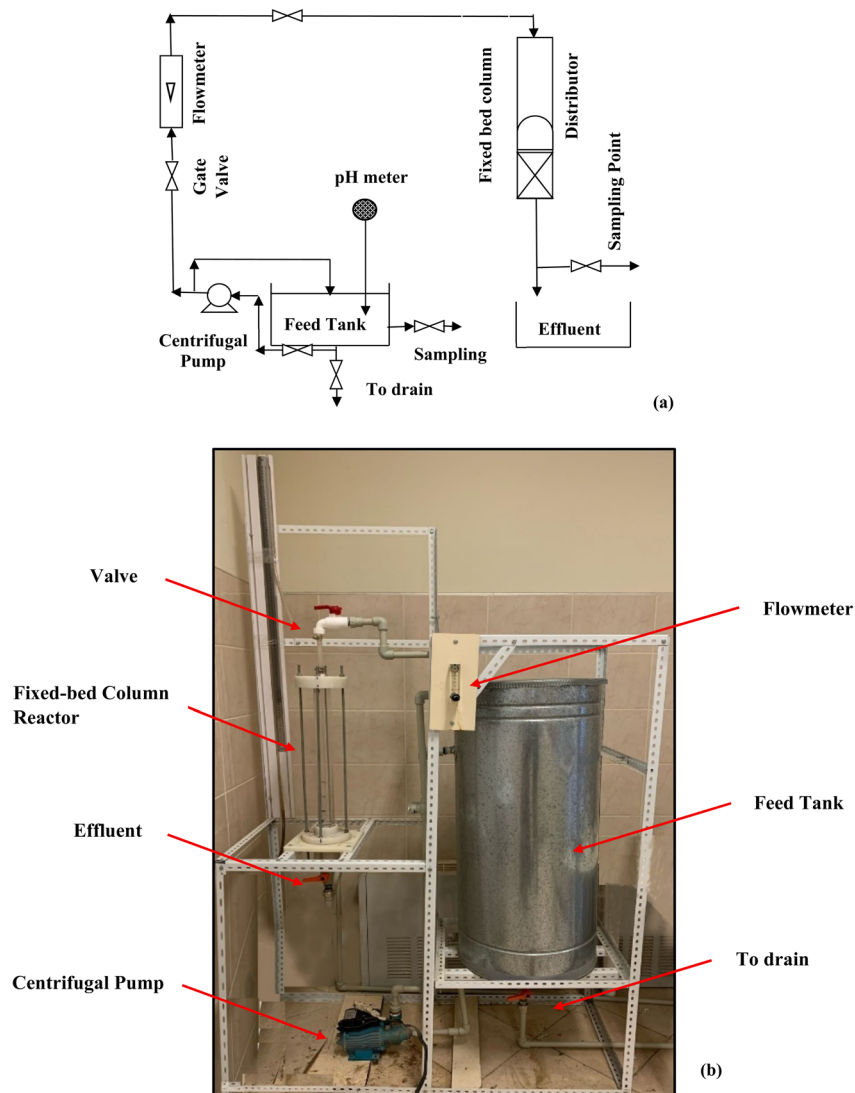 Flowmeter
Gate
Valve
pH meter
Fixed bed column
Distributor
Sampling Point
Feed Tank
Effluent
Centrifugal
Pump
Sampling
To drain
(a)
Valve
Flowmeter
Fixed-bed Column
Reactor
Feed Tank
Effluent
To drain
Centrifugal Pump
(b)